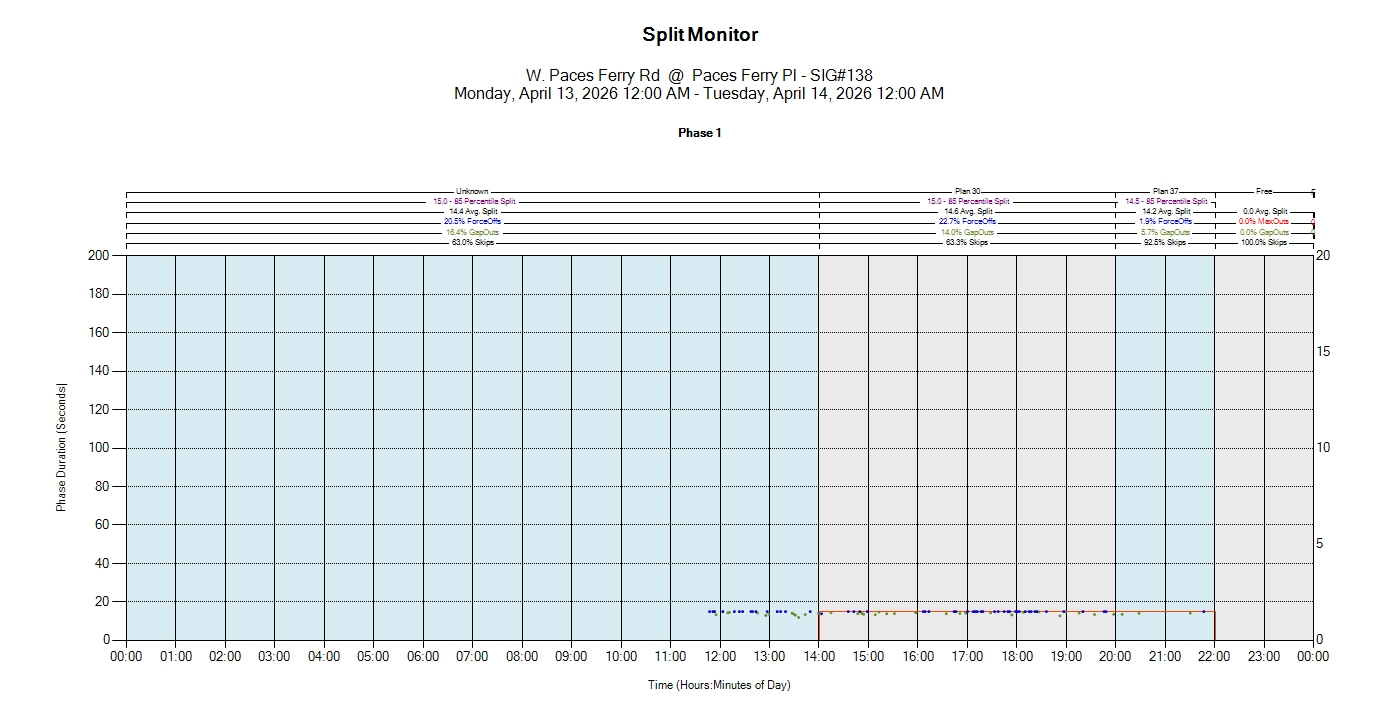 Split Monitor
W. Paces Ferry Rd @ Paces Ferry Pl - SIG#138
Monday, April 13, 2026 12:00 AM - Tuesday, April 14, 2026 12:00 AM
Phase 1
Unknown Plan 30 Plan 37 Free
15.0 - 85 Percentile Split 15.0 - 85 Percentile Split 14.5 - 85 Percentile Split
14.4 Avg. Split 14.6 Avg. Split 14.2 Avg. Split 0.0 Avg. Split
20.5% ForceOffs 22.7% ForceOffs 1.9% ForceOffs 0.0% MaxOuts
16.4% GapOuts 14.0% GapOuts 5.7% GapOuts 0.0% GapOuts
63.0% Skips 63.3% Skips 92.5% Skips 100.0% Skips
200 20
180
160
15
140
120
100 10
80
60
5
40
20
0 0
Phase Duration (Seconds)
00:00 01:00 02:00 03:00 04:00 05:00 06:00 07:00 08:00 09:00 10:00 11:00 12:00 13:00 14:00 15:00 16:00 17:00 18:00 19:00 20:00 21:00 22:00 23:00 00:00
Time (Hours:Minutes of Day)